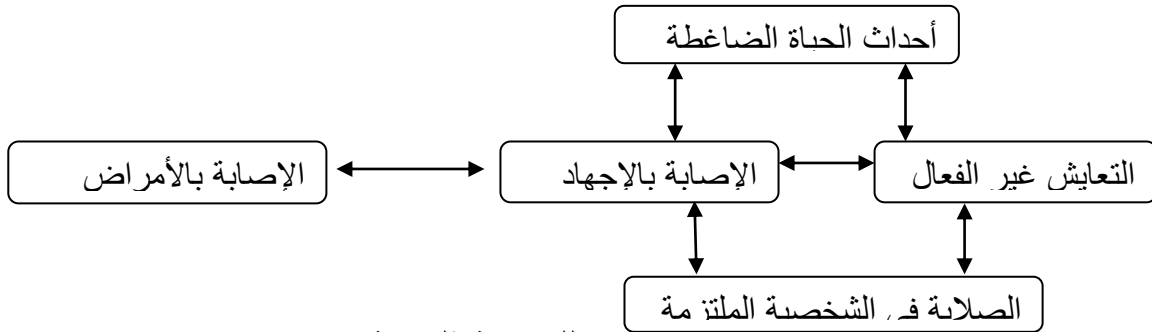 أحداث الحياة الضاغطة
التعايش غير الفعال
الإصابة بالإجهاد
الإصابة بالأمراض
الصلابة في الشخصية الملتزمة